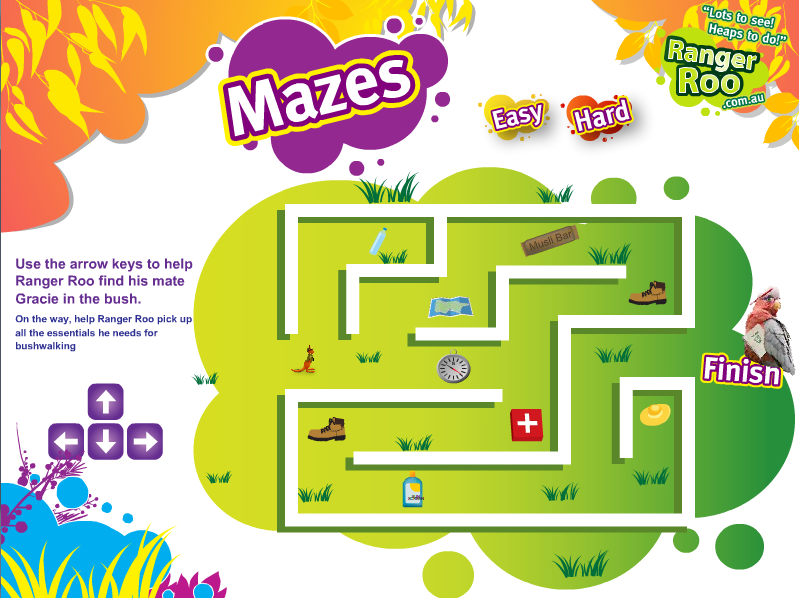 "Lots to see!
Heaps to do!"
Ranger
Roo
.com.au
Mazes
Easy
Hard
Use the arrow keys to help
Ranger Roo find his mate
Gracie in the bush.
On the way, help Ranger Roo pick up
all the essentials he needs for
bushwalking
Musli Bar
Finisn